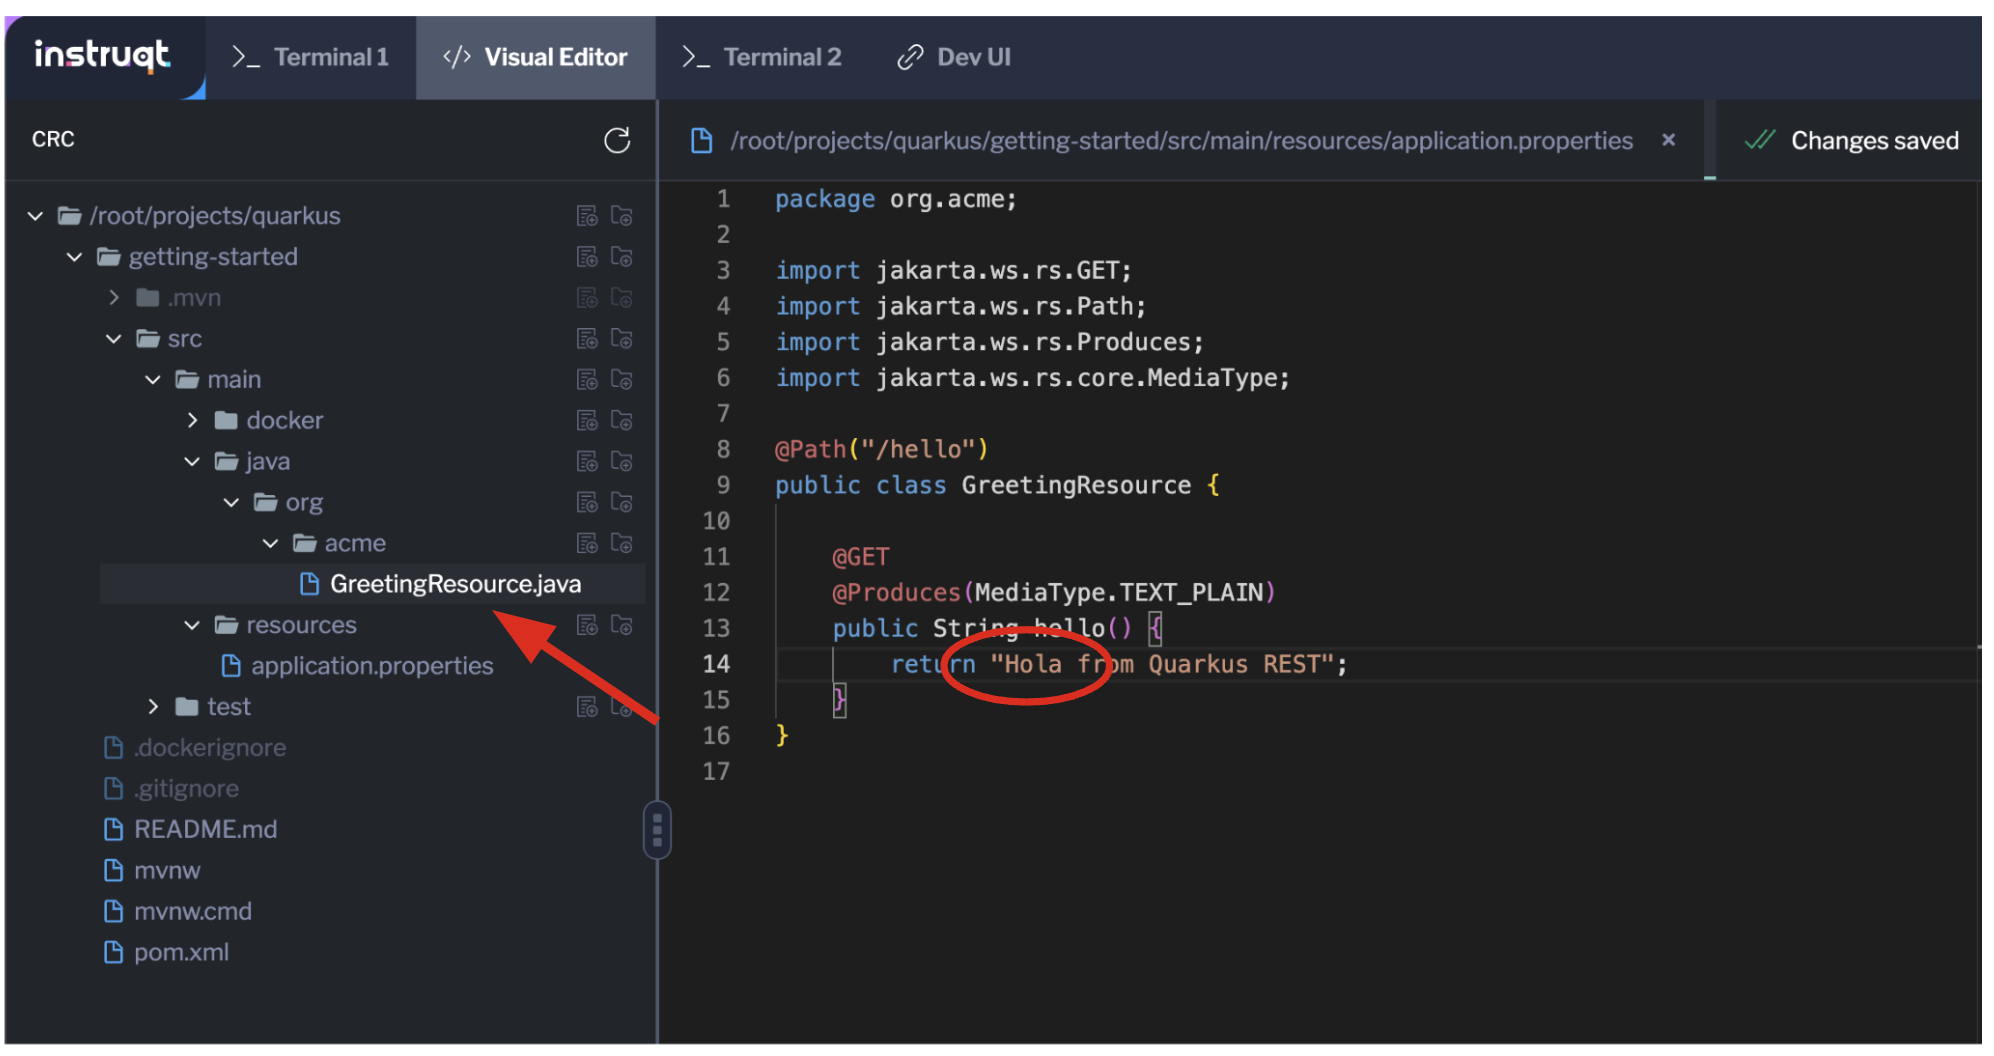 instruqt
>_ Terminal 1
</> Visual Editor
>_ Terminal 2
Dev UI
CRC
/root/projects/quarkus/getting-started/src/main/resources/application.properties ×
Changes saved
/root/projects/quarkus
getting-started
.mvn
src
main
docker
java
org
acme
GreetingResource.java
resources
application.properties
test
.dockerignore
.gitignore
README.md
mvnw
mvnw.cmd
pom.xml
1 package org.acme;
2
3 import jakarta.ws.rs.GET;
4 import jakarta.ws.rs.Path;
5 import jakarta.ws.rs.Produces;
6 import jakarta.ws.rs.core.MediaType;
7
8 @Path("/hello")
9 public class GreetingResource {
10
11 @GET
12 @Produces(MediaType.TEXT_PLAIN)
13 public String hello() {
14 return "Hola from Quarkus REST";
15 }
16 }
17